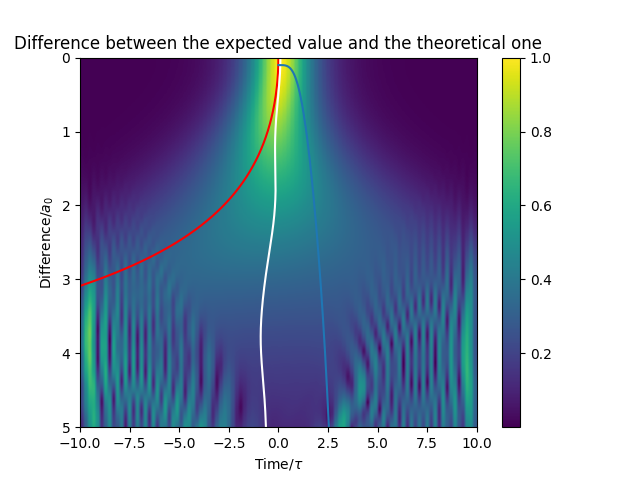 Difference between the expected value and the theoretical one
0
1
2
3
4
5
Difference/a₀
−10.0 −7.5 −5.0 −2.5 0.0 2.5 5.0 7.5 10.0
Time/τ
1.0
0.8
0.6
0.4
0.2